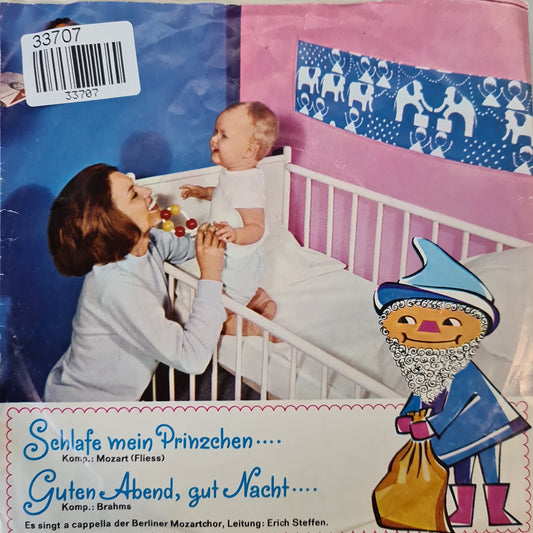 33707
33707
Schlafe mein Prinzchen....
Komp.: Mozart (Fliess)
Guten Abend, gut Nacht....
Komp.: Brahms
Es singt a cappella der Berliner Mozartchor, Leitung: Erich Steffen.